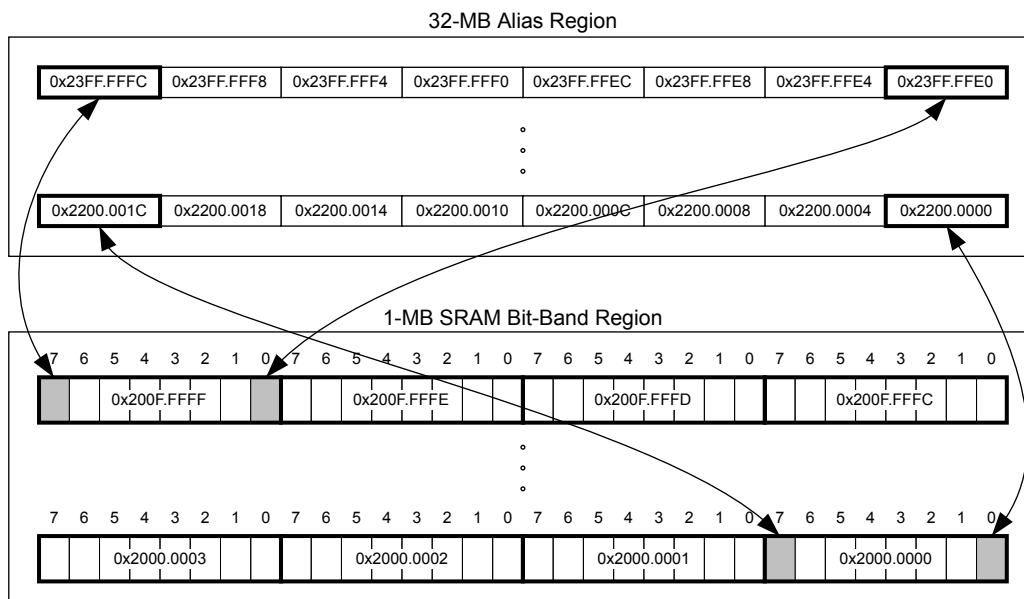 32-MB Alias Region
0x23FF.FFFC 0x23FF.FFF8 0x23FF.FFF4 0x23FF.FFF0 0x23FF.FFEC 0x23FF.FFE8 0x23FF.FFE4 0x23FF.FFE0
0x2200.001C 0x2200.0018 0x2200.0014 0x2200.0010 0x2200.000C 0x2200.0008 0x2200.0004 0x2200.0000
1-MB SRAM Bit-Band Region
7 6 5 4 3 2 1 0 7 6 5 4 3 2 1 0 7 6 5 4 3 2 1 0 7 6 5 4 3 2 1 0
0x200F.FFFF 0x200F.FFFE 0x200F.FFFD 0x200F.FFFC
7 6 5 4 3 2 1 0 7 6 5 4 3 2 1 0 7 6 5 4 3 2 1 0 7 6 5 4 3 2 1 0
0x2000.0003 0x2000.0002 0x2000.0001 0x2000.0000